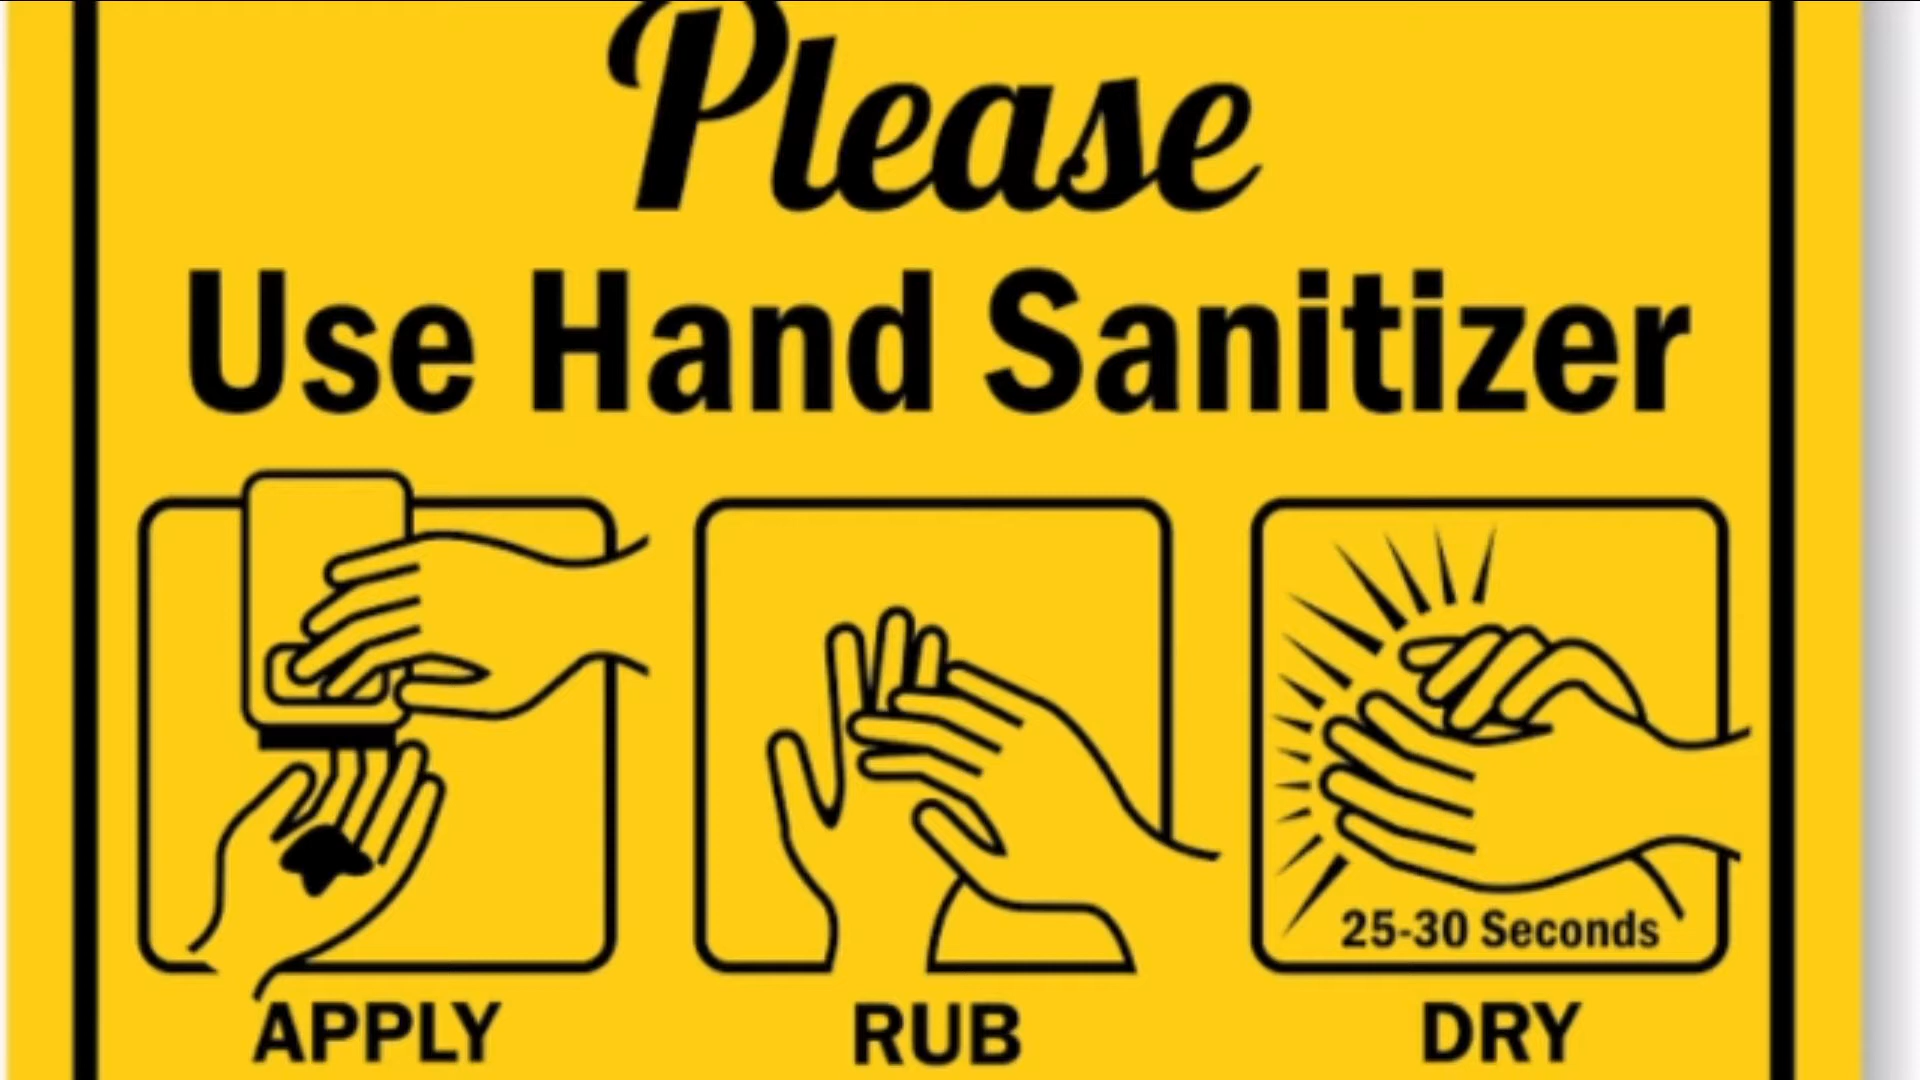 Please
Use Hand Sanitizer
25-30 Seconds
APPLY
RUB
DRY